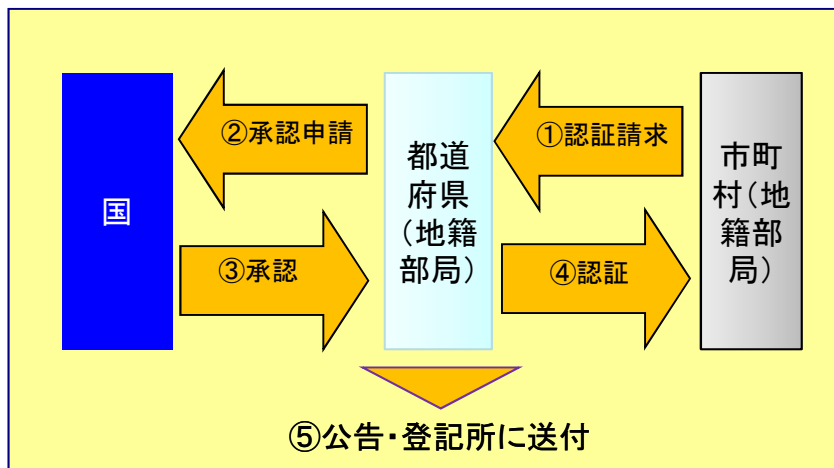 国
②承認申請
③承認
都道
府県
（地籍
部局）
①認証請求
④認証
市町
村（地
籍部
局）
⑤公告・登記所に送付